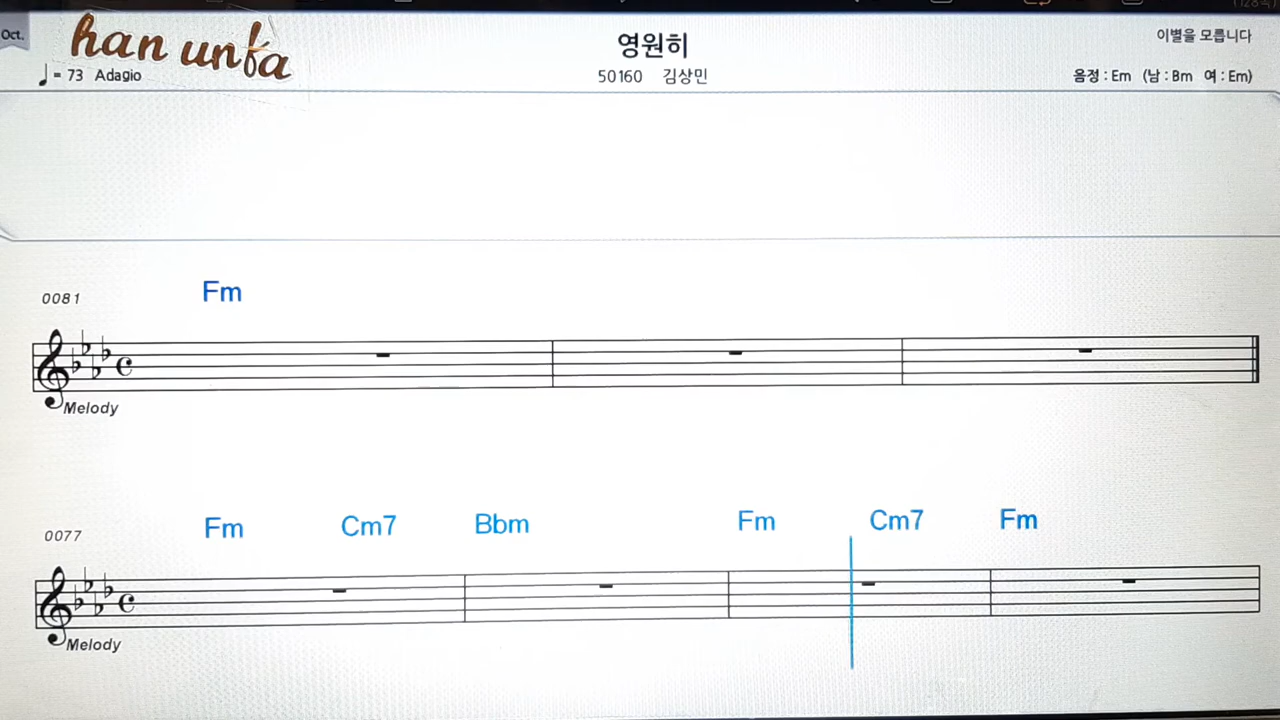 Oct.
han unfa
영원히
이별을 모릅니다
= 73 Adagio
50160 김상민
음정 : Em (남 : Bm 여 : Em)
0081
Fm
Melody
0077
Fm Cm7 Bbm Fm Cm7 Fm
Melody